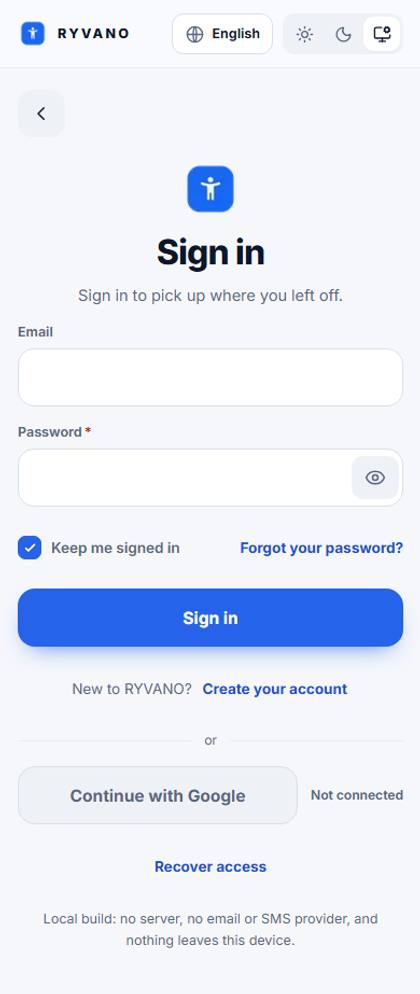 RYVANO
English
Sign in
Sign in to pick up where you left off.
Email
Password *
Keep me signed in
Forgot your password?
Sign in
New to RYVANO? Create your account
or
Continue with Google
Not connected
Recover access
Local build: no server, no email or SMS provider, and
nothing leaves this device.